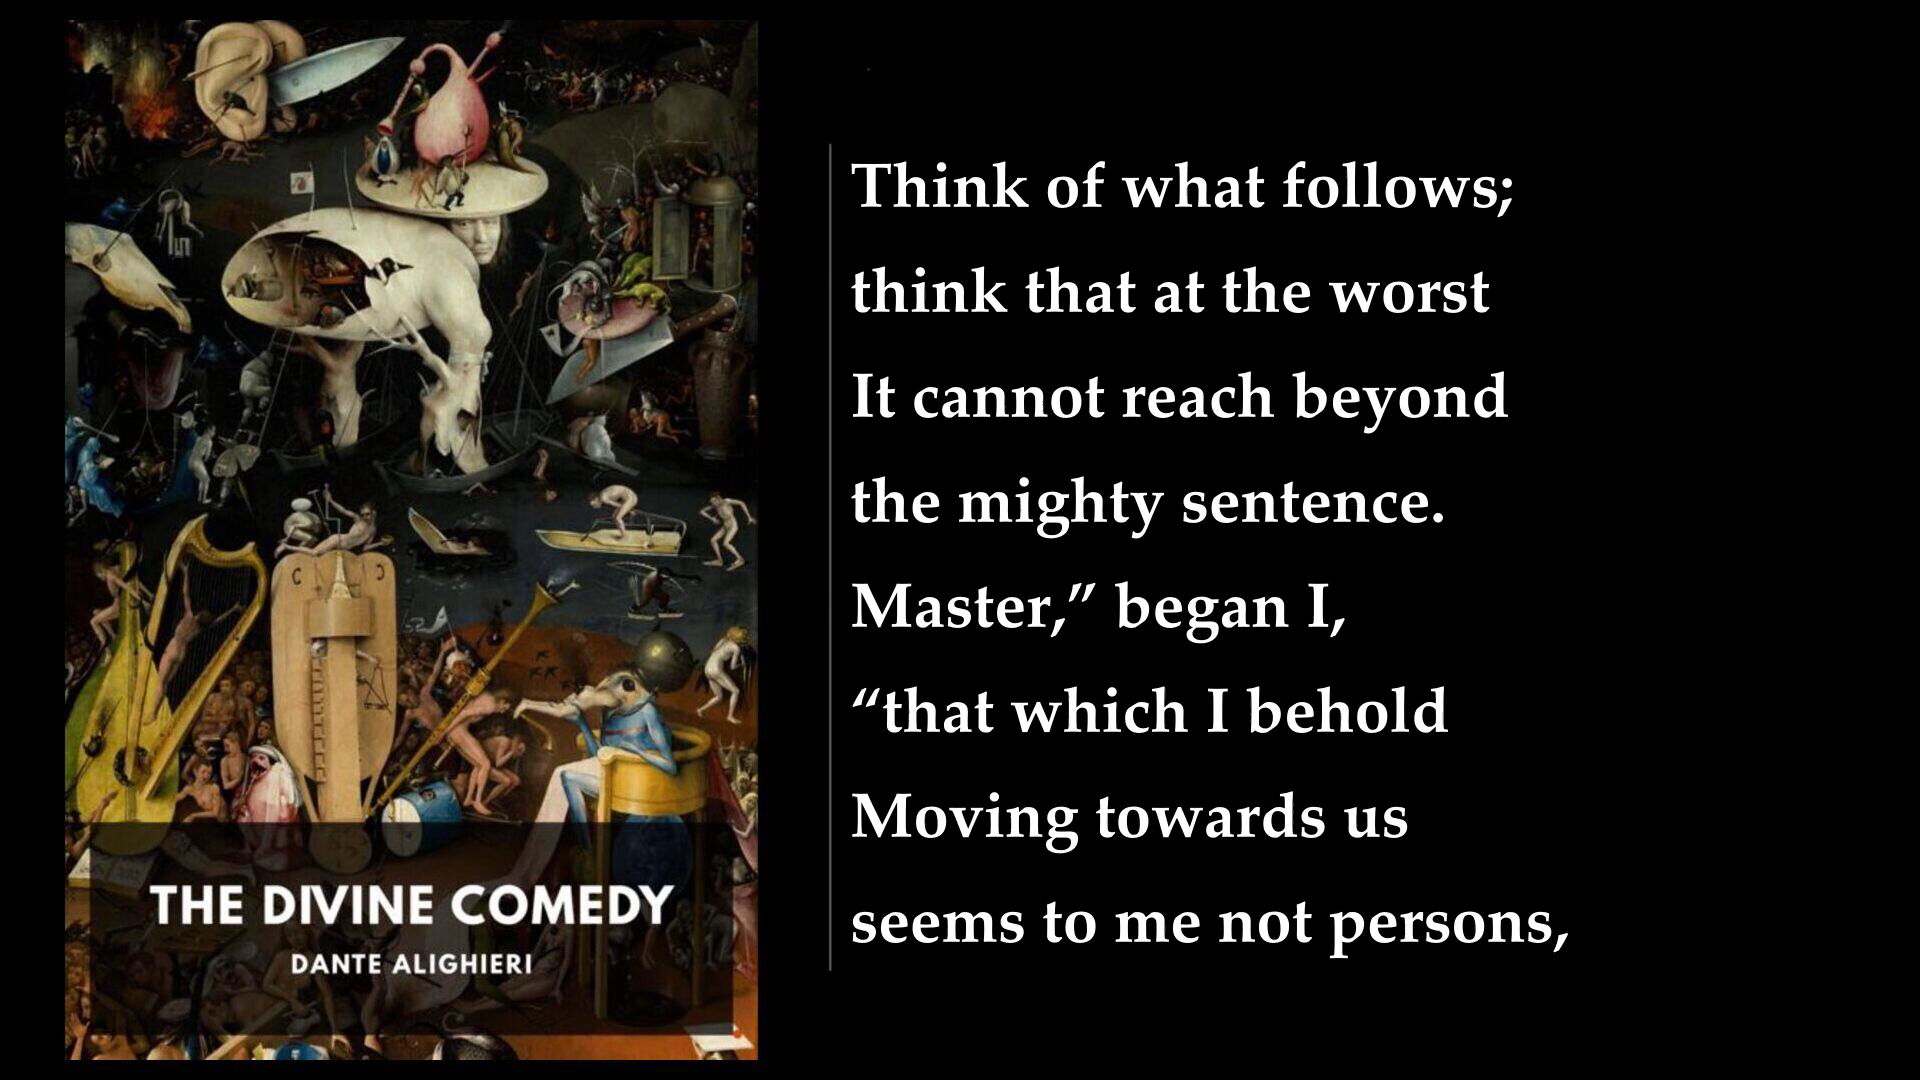 THE DIVINE COMEDY
DANTE ALIGHIERI
Think of what follows;
think that at the worst
It cannot reach beyond
the mighty sentence.
Master,” began I,
“that which I behold
Moving towards us
seems to me not persons,